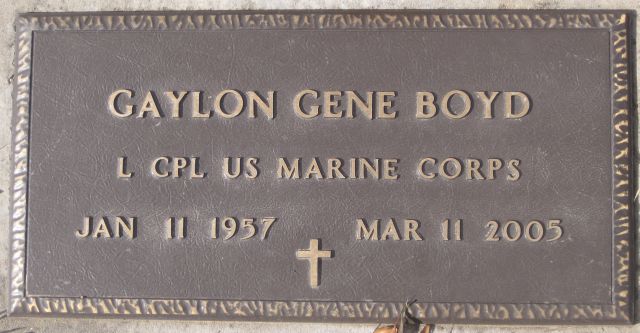 GAYLON GENE BOYD
L CPL US MARINE CORPS
JAN 11 1957 MAR 11 2005